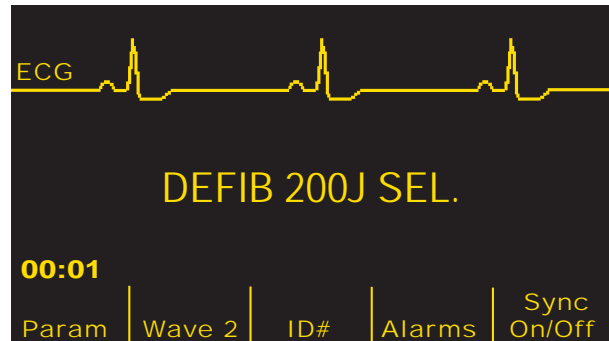 ECG
DEFIB 200J SEL.
00:01
Param Wave 2 ID# Alarms Sync On/Off